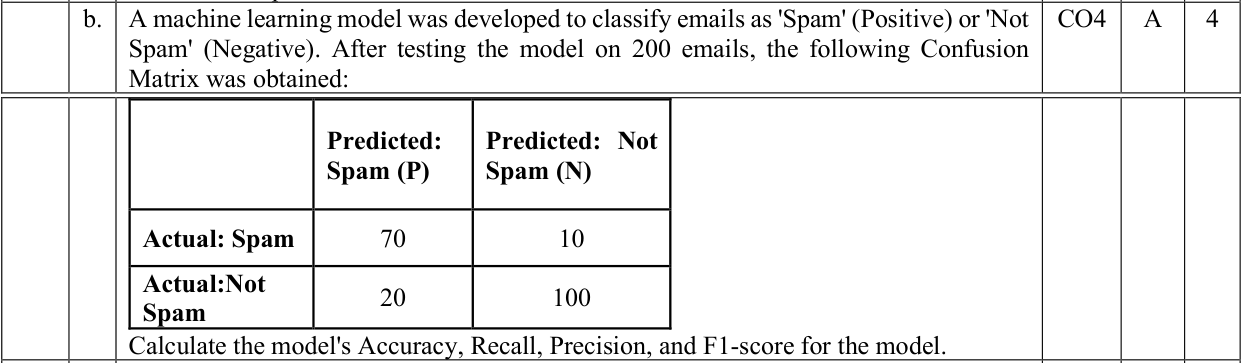 b. A machine learning model was developed to classify emails as 'Spam' (Positive) or 'Not CO4 A 4
Spam' (Negative). After testing the model on 200 emails, the following Confusion
Matrix was obtained:
Predicted: Predicted: Not
Spam (P) Spam (N)
Actual: Spam 70 10
Actual:Not
Spam 20 100
Calculate the model's Accuracy, Recall, Precision, and F1-score for the model.